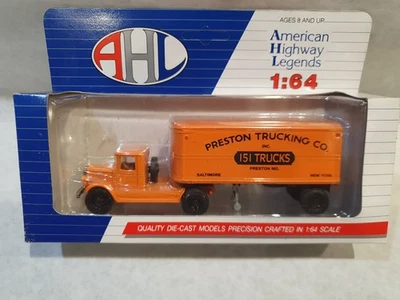 AHL
AGES 8 AND UP
American
Highway
Legends
1:64
PRESTON TRUCKING CO.
INC.
151 TRUCKS
PRESTON MD.
BALTIMORE
NEW YORK
QUALITY DIE-CAST MODELS PRECISION CRAFTED IN 1:64 SCALE